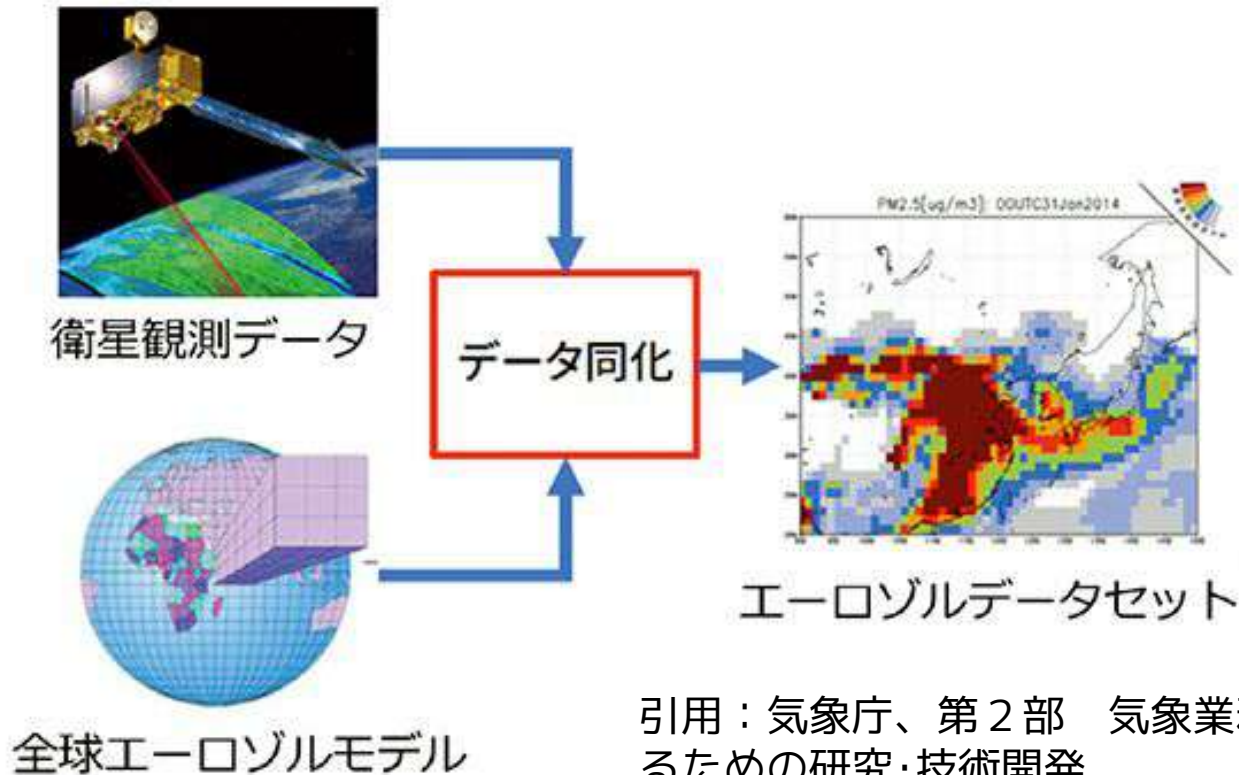 衛星観測データ
データ同化
PM2.5[ug/m3]: 00UTC31Jan2014
エーロゾルデータセット
全球エーロゾルモデル
引用：気象庁、第２部　気象業
るための研究･技術開発